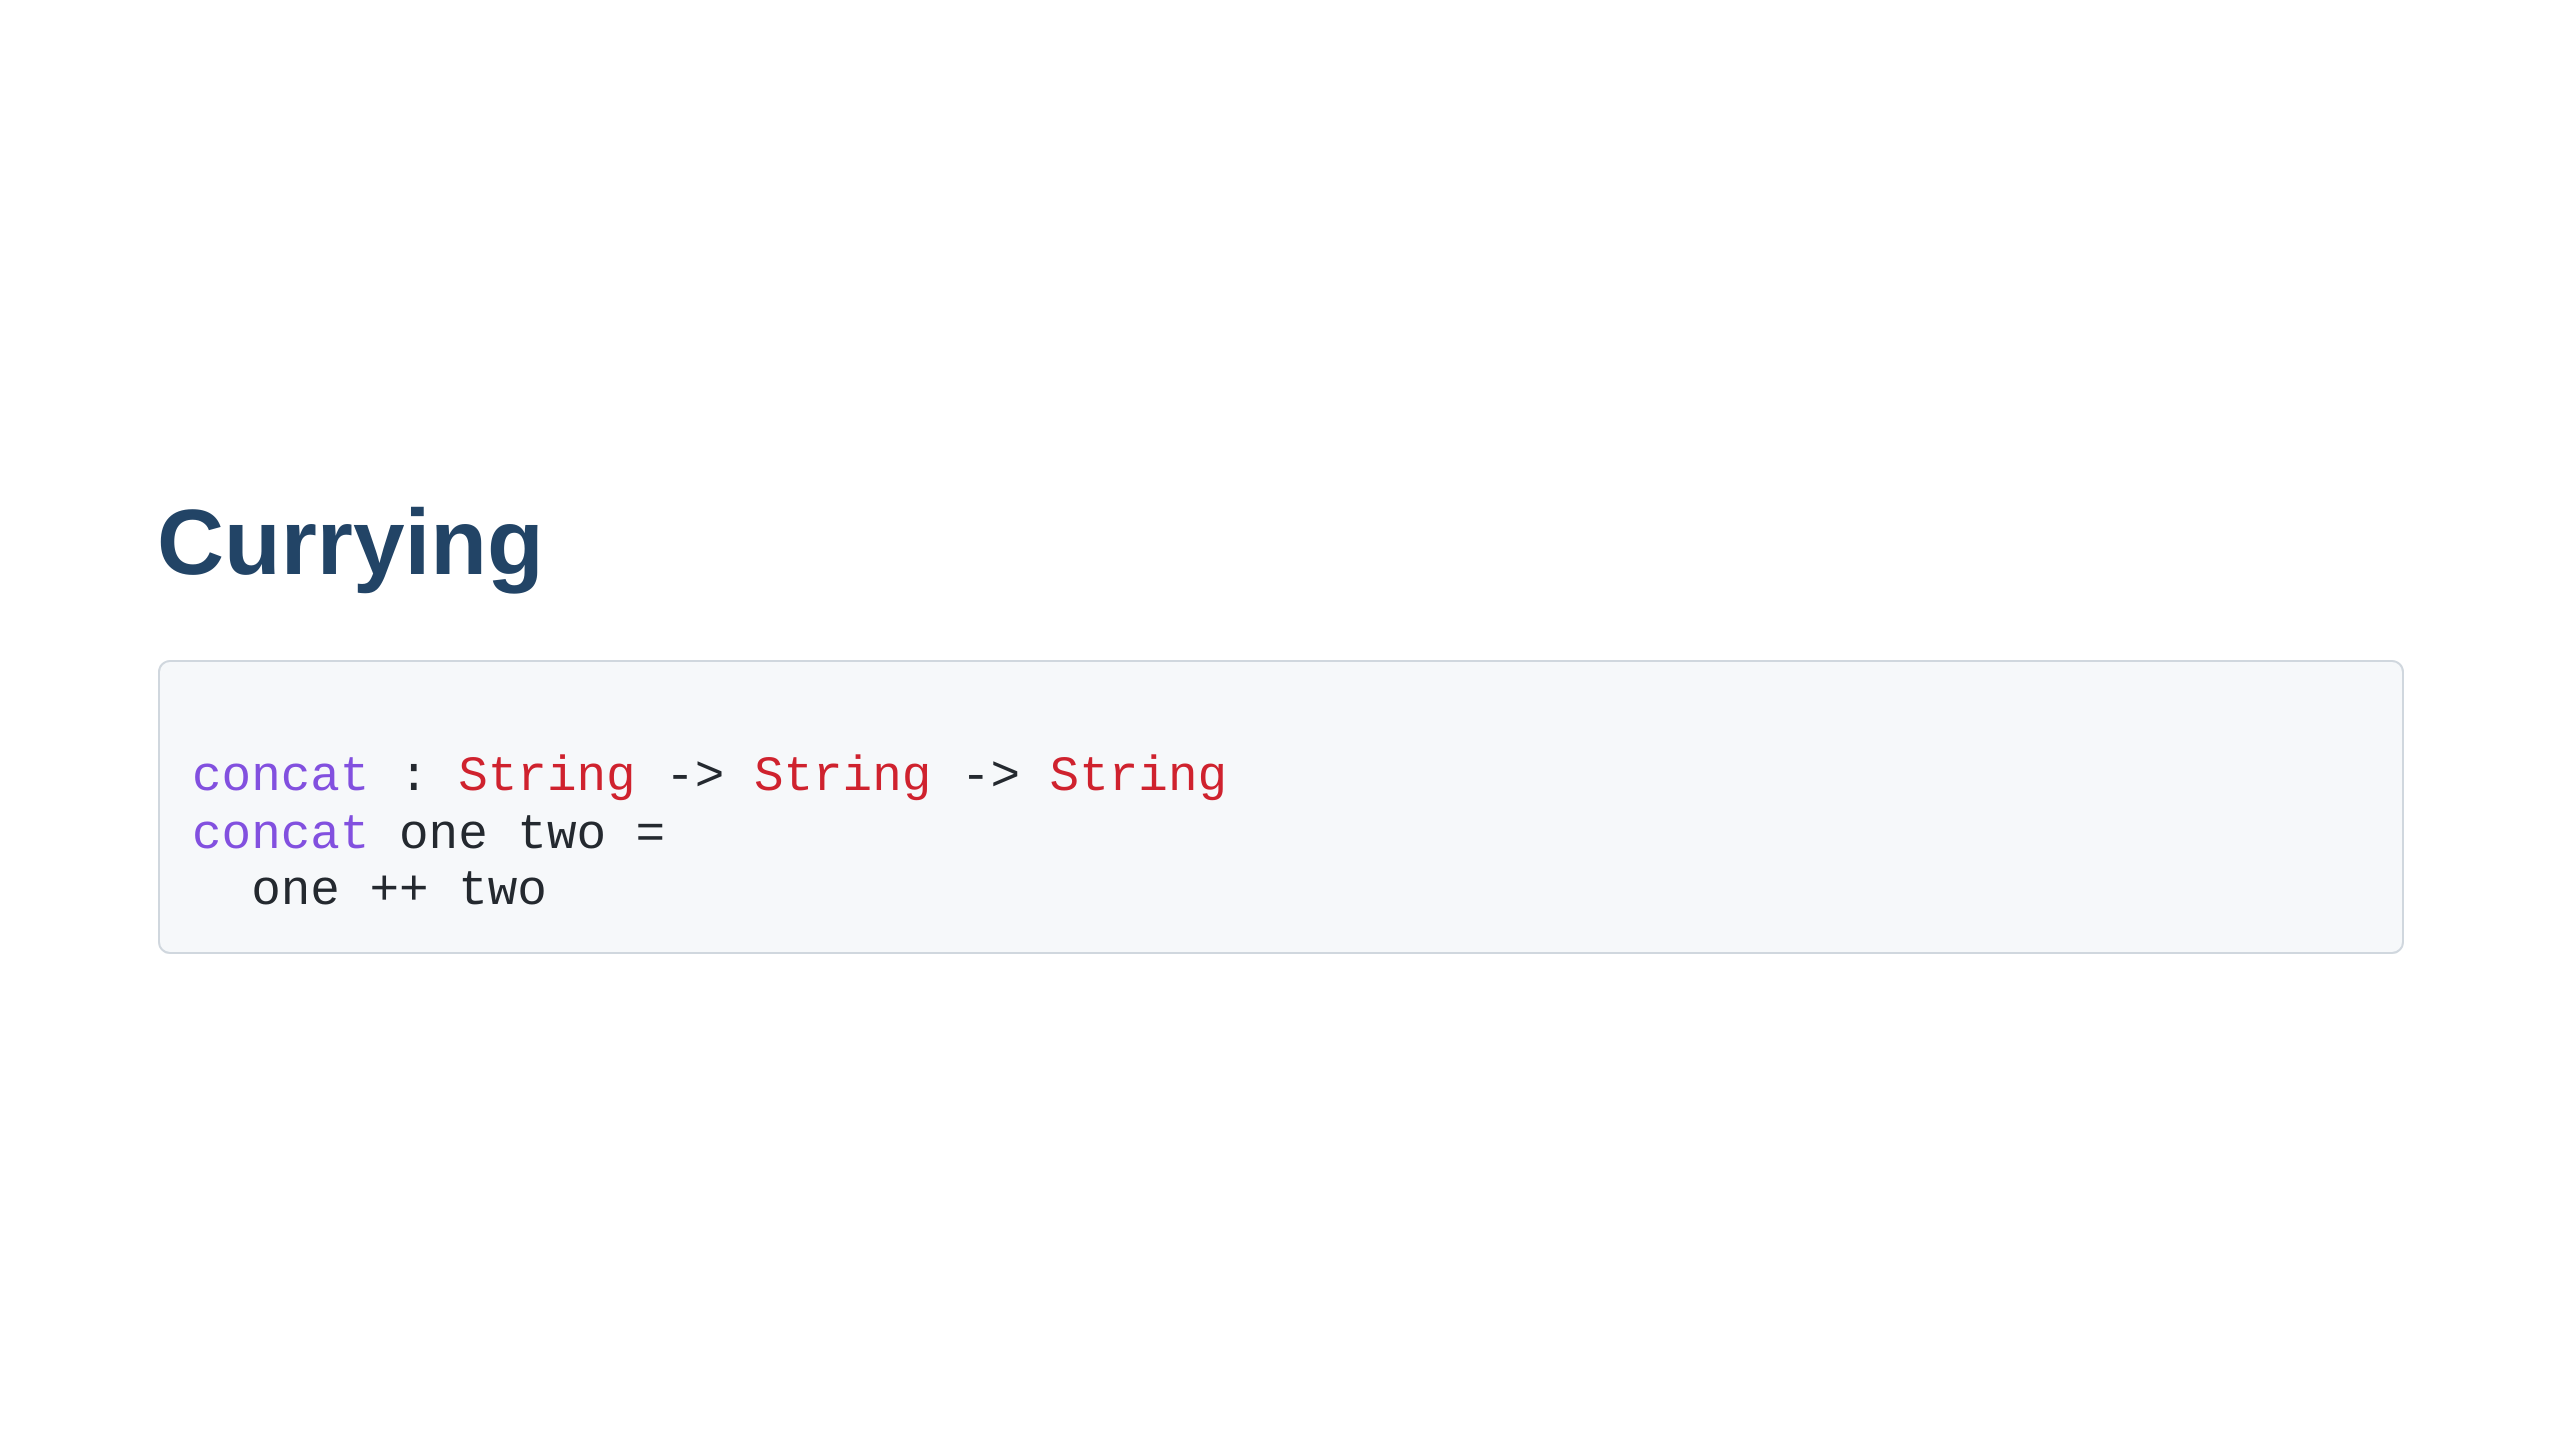 Currying
concat : String -> String -> String
concat one two =
  one ++ two